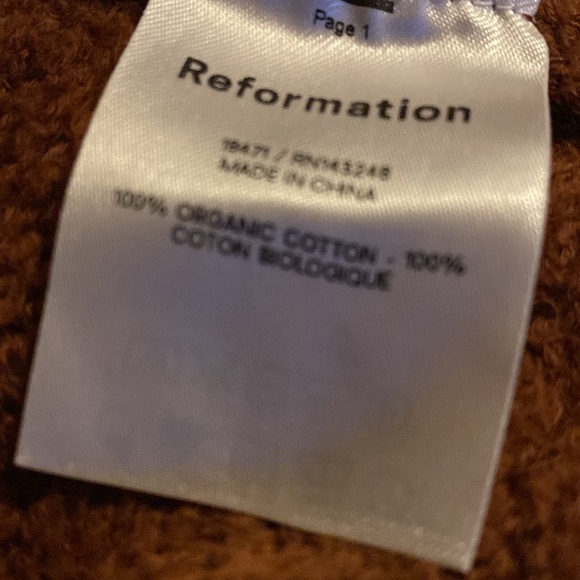 Page 1
Reformation
19471 / RN143248
MADE IN CHINA
100% ORGANIC COTTON - 100%
COTON BIOLOGIQUE